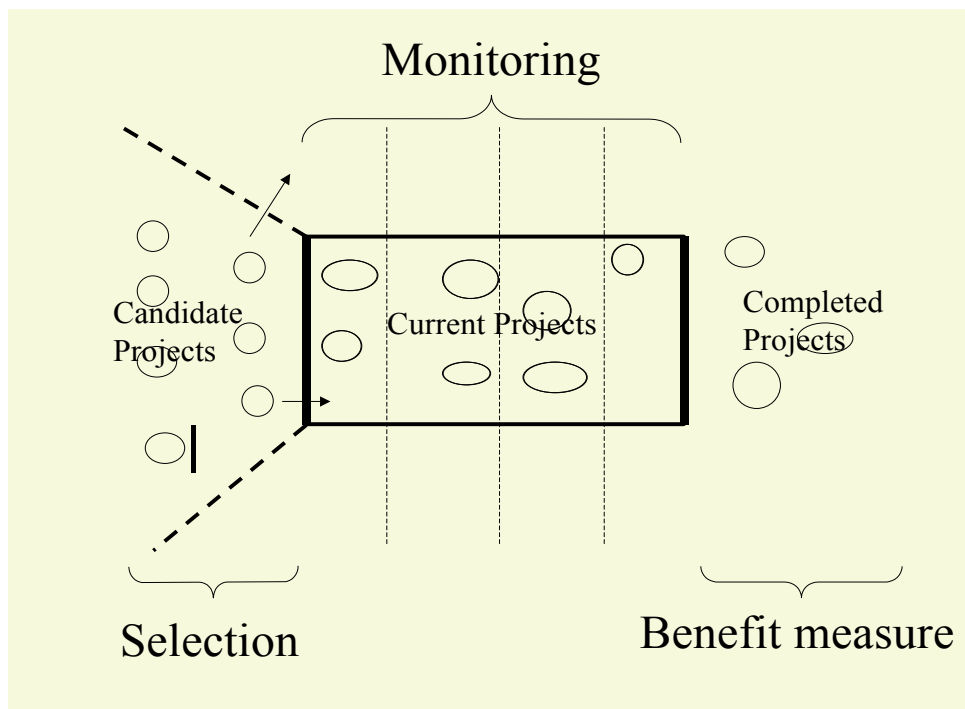 Monitoring
Candidate
Projects
Current Projects
Completed
Projects
Selection
Benefit measure